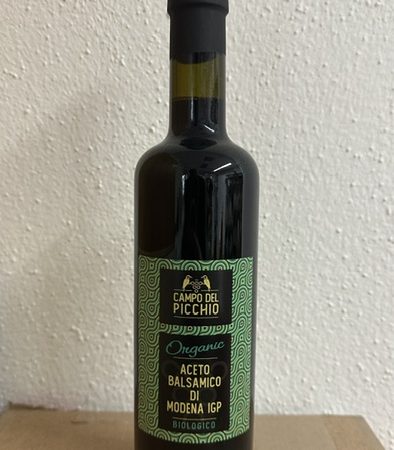 CAMPO DEL
PICCHIO
Organic
ACETO
BALSAMICO
DI
MODENA IGP
BIOLOGICO